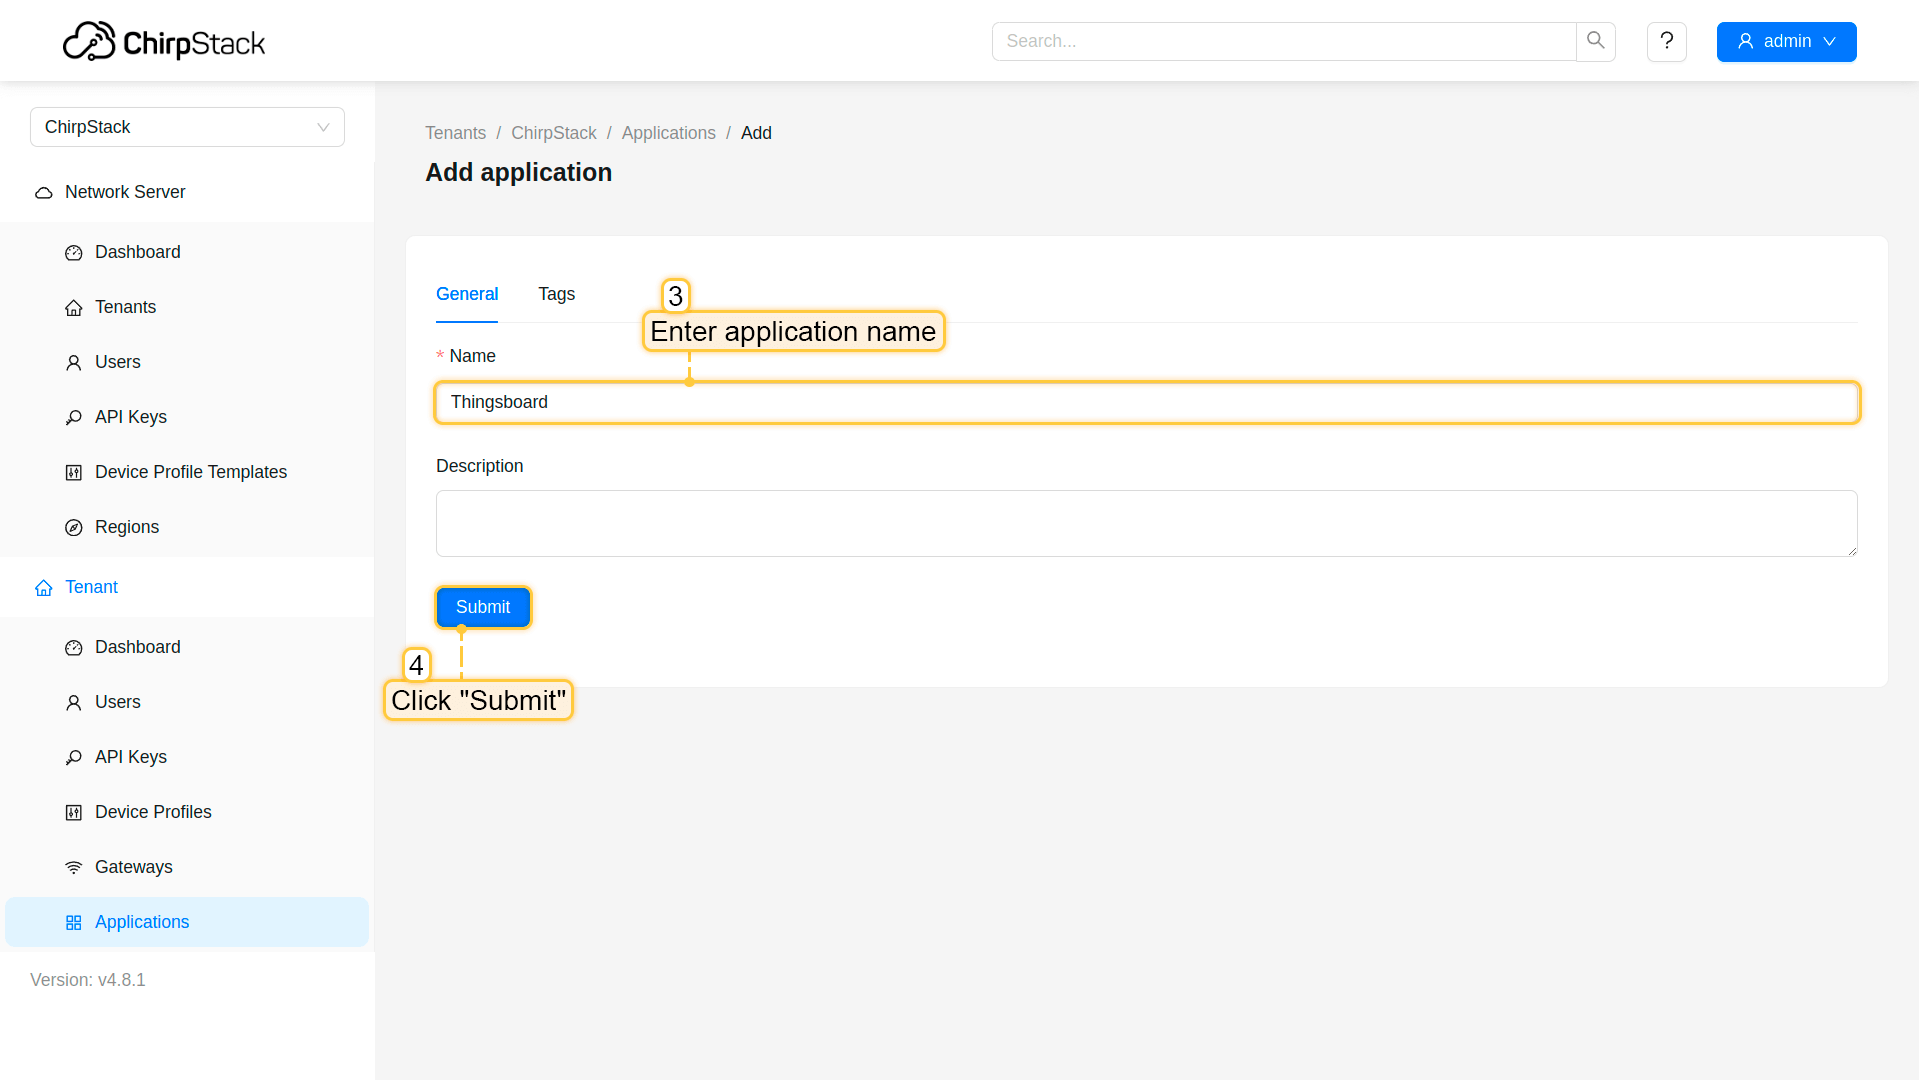 ChirpStack
Search...
?
admin
ChirpStack
Network Server
Dashboard
Tenants
Users
API Keys
Device Profile Templates
Regions
Tenant
Dashboard
Users
API Keys
Device Profiles
Gateways
Applications
Version: v4.8.1
Tenants / ChirpStack / Applications / Add
Add application
General Tags
3
Enter application name
* Name
Thingsboard
Description
Submit
4
Click "Submit"